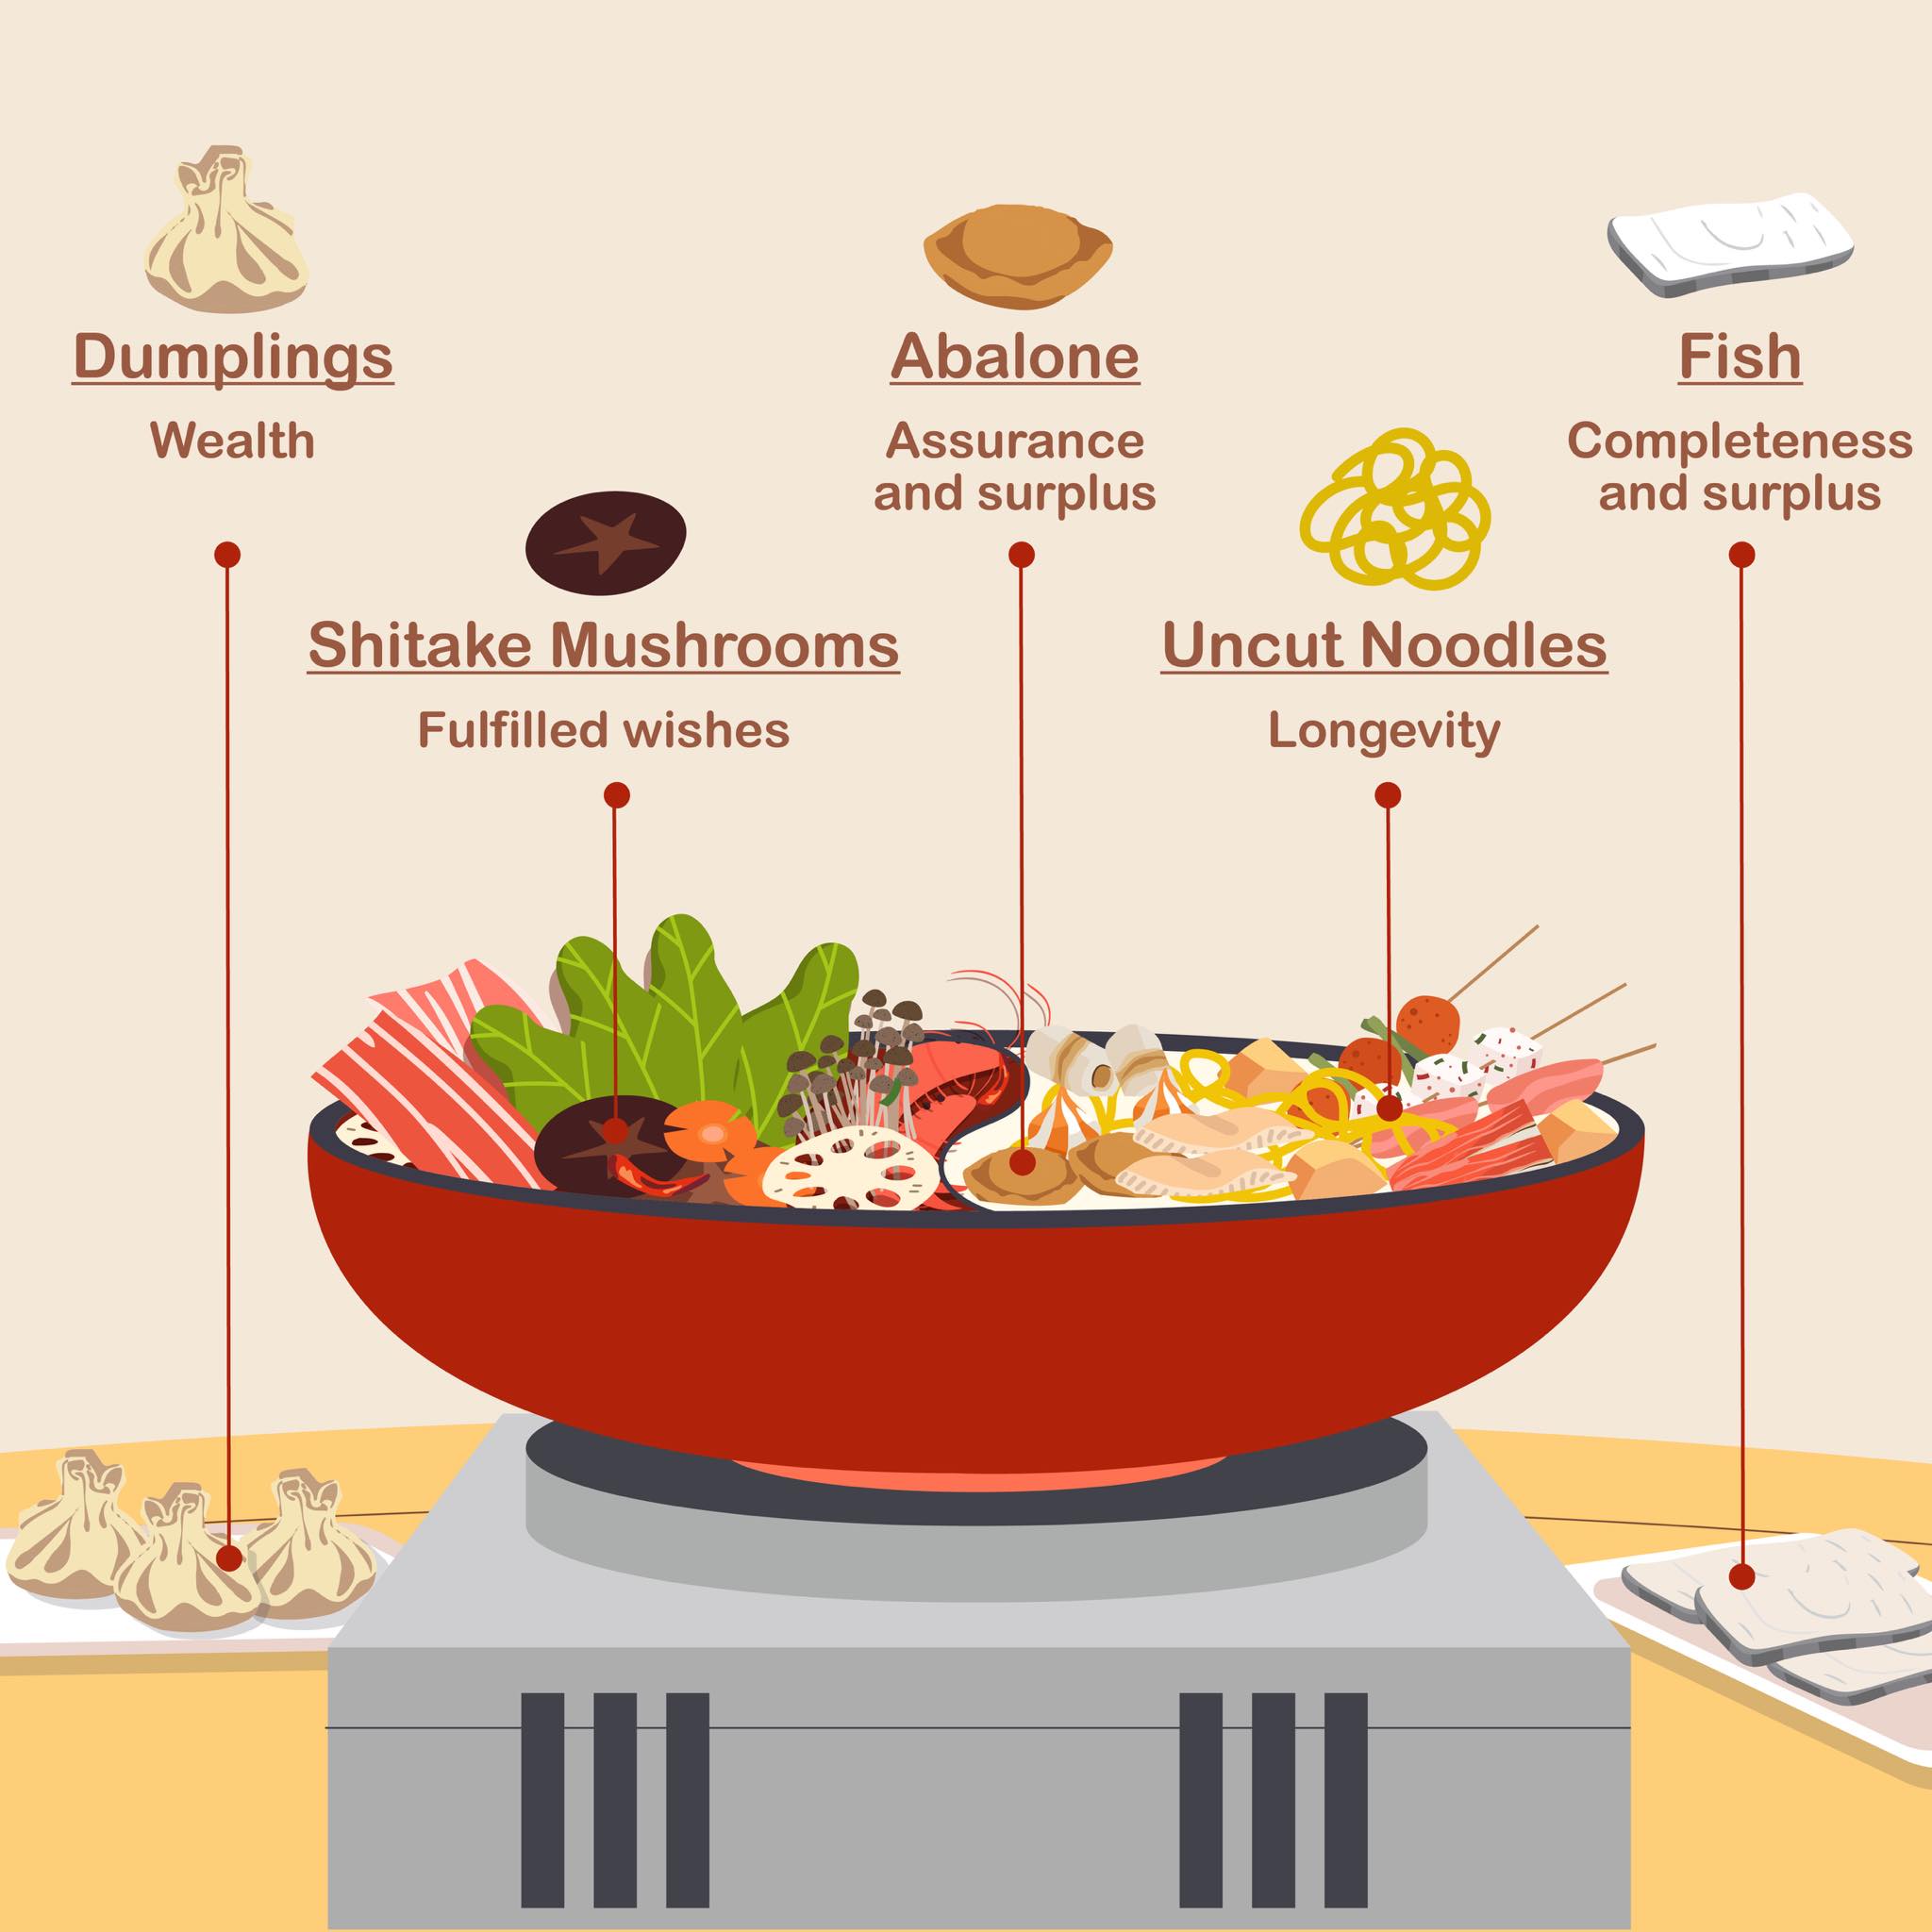 Dumplings
Wealth
Shitake Mushrooms
Fulfilled wishes
Abalone
Assurance
and surplus
Uncut Noodles
Longevity
Fish
Completeness
and surplus